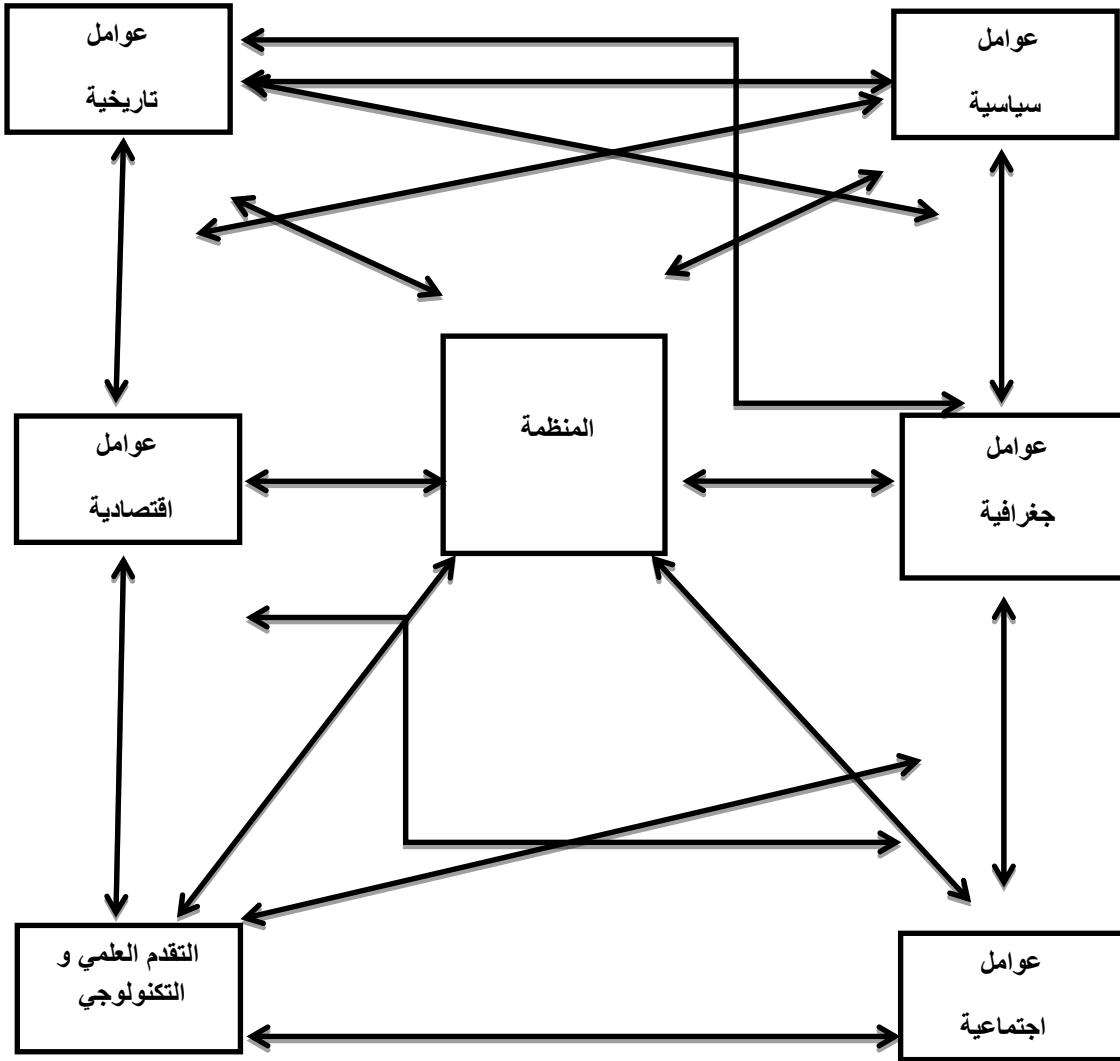 عوامل
سياسية
عوامل
تاريخية
عوامل
جغرافية
المنظمة
عوامل
اقتصادية
عوامل
اجتماعية
التقدم العلمي و
التكنولوجي